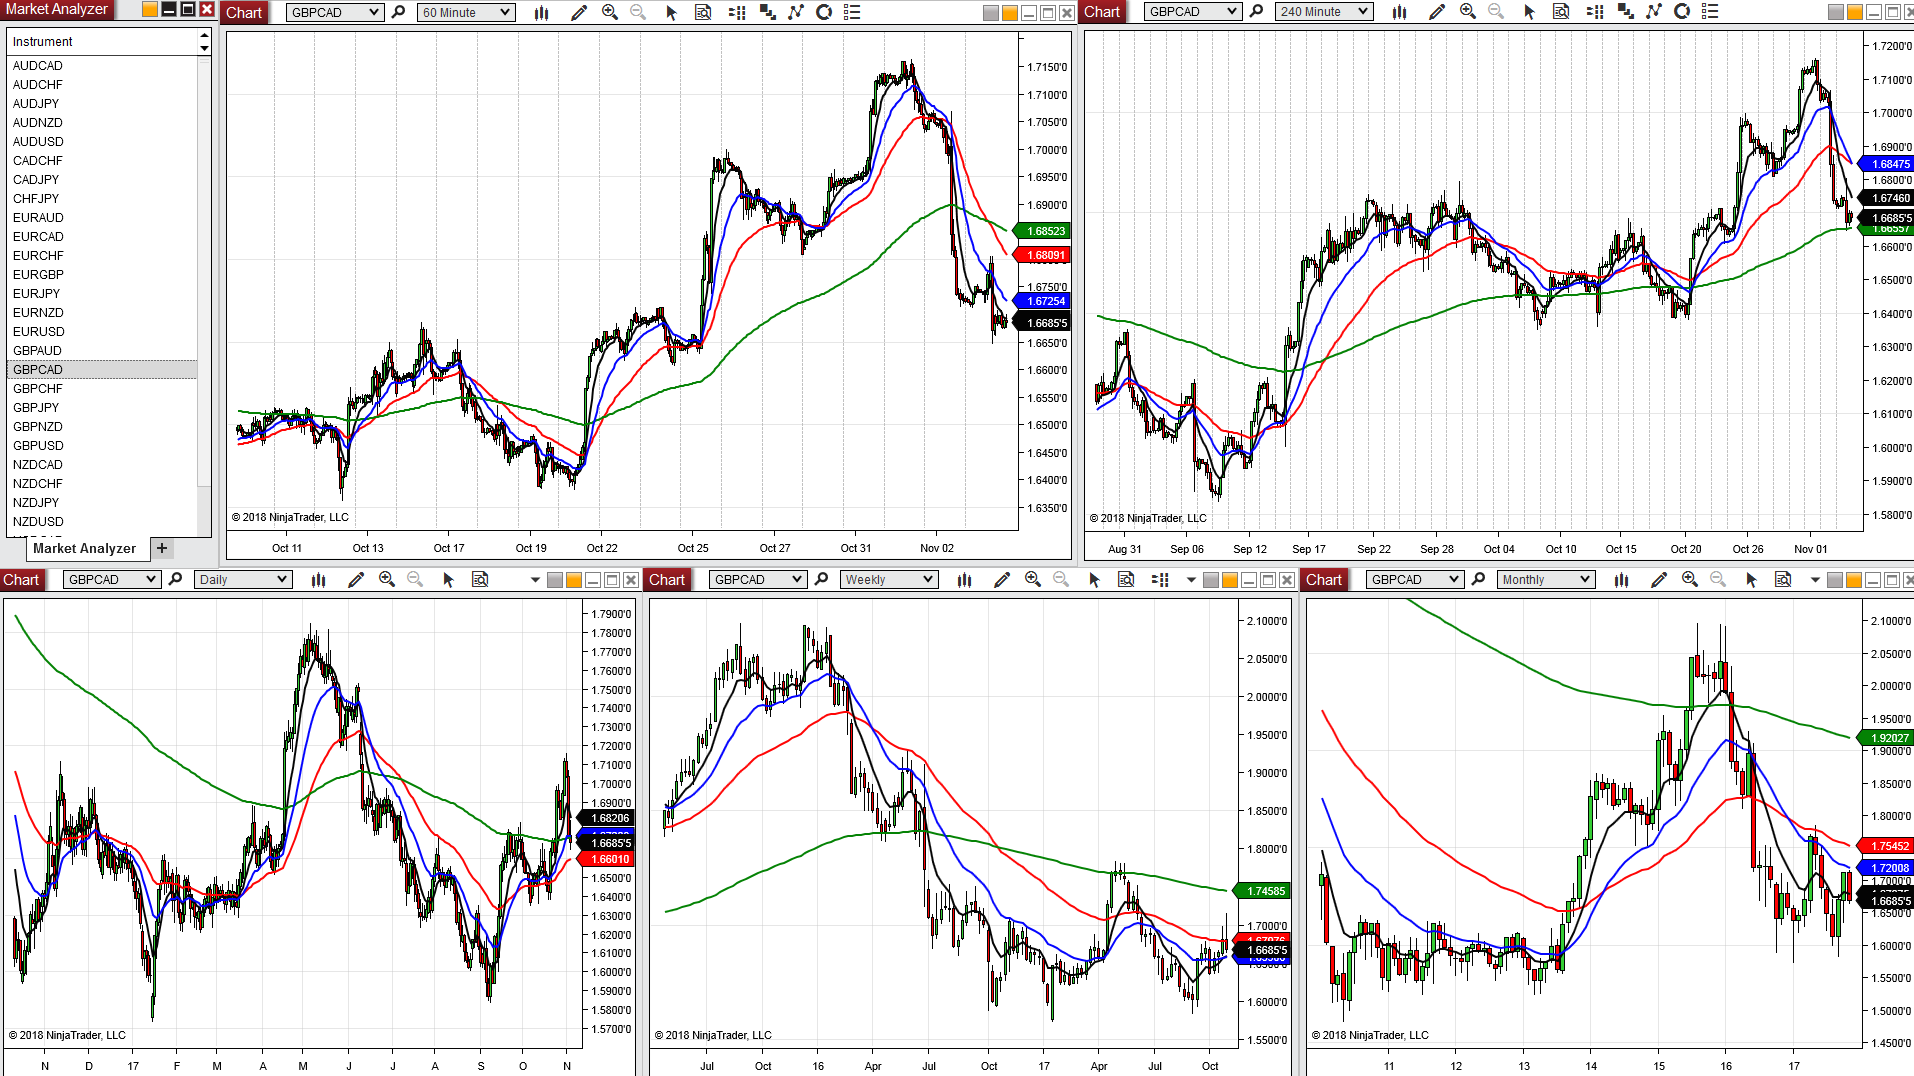 Market Analyzer
Instrument
AUDCAD
AUDCHF
AUDJPY
AUDNZD
AUDUSD
CADCHF
CADJPY
CHFJPY
EURAUD
EURCAD
EURCHF
EURGBP
EURJPY
EURNZD
EURUSD
GBPAUD
GBPCAD
GBPCHF
GBPJPY
GBPNZD
GBPUSD
NZDCAD
NZDCHF
NZDJPY
NZDUSD
Market Analyzer +
Chart GBPCAD 60 Minute
1.7150'0
1.7100'0
1.7050'0
1.7000'0
1.6950'0
1.6900'0
1.68523
1.68091
1.6750'0
1.67254
1.6685'5
1.6650'0
1.6600'0
1.6550'0
1.6500'0
1.6450'0
1.6400'0
1.6350'0
© 2018 NinjaTrader, LLC
Oct 11 Oct 13 Oct 17 Oct 19 Oct 22 Oct 25 Oct 27 Oct 31 Nov 02
Chart GBPCAD 240 Minute
1.7200'0
1.7100'0
1.7000'0
1.6900'0
1.68475
1.6800'0
1.67460
1.6685'5
1.66557
1.6600'0
1.6500'0
1.6400'0
1.6300'0
1.6200'0
1.6100'0
1.6000'0
1.5900'0
1.5800'0
© 2018 NinjaTrader, LLC
Aug 31 Sep 06 Sep 12 Sep 17 Sep 22 Sep 28 Oct 04 Oct 10 Oct 15 Oct 20 Oct 26 Nov 01
Chart GBPCAD Daily
1.7900'0
1.7800'0
1.7700'0
1.7600'0
1.7500'0
1.7400'0
1.7300'0
1.7200'0
1.7100'0
1.7000'0
1.6900'0
1.68206
1.6685'5
1.66010
1.6500'0
1.6400'0
1.6300'0
1.6200'0
1.6100'0
1.6000'0
1.5900'0
1.5800'0
1.5700'0
© 2018 NinjaTrader, LLC
N D 17 F M A M J J A S O N
Chart GBPCAD Weekly
2.1000'0
2.0500'0
2.0000'0
1.9500'0
1.9000'0
1.8500'0
1.8000'0
1.74585
1.7000'0
1.6685'5
1.6000'0
1.5500'0
© 2018 NinjaTrader, LLC
Jul Oct 16 Apr Jul Oct 17 Apr Jul Oct
Chart GBPCAD Monthly
2.1000'0
2.0500'0
2.0000'0
1.9500'0
1.92027
1.9000'0
1.8500'0
1.8000'0
1.75452
1.72008
1.7000'0
1.6685'5
1.6500'0
1.6000'0
1.5500'0
1.5000'0
1.4500'0
© 2018 NinjaTrader, LLC
11 12 13 14 15 16 17